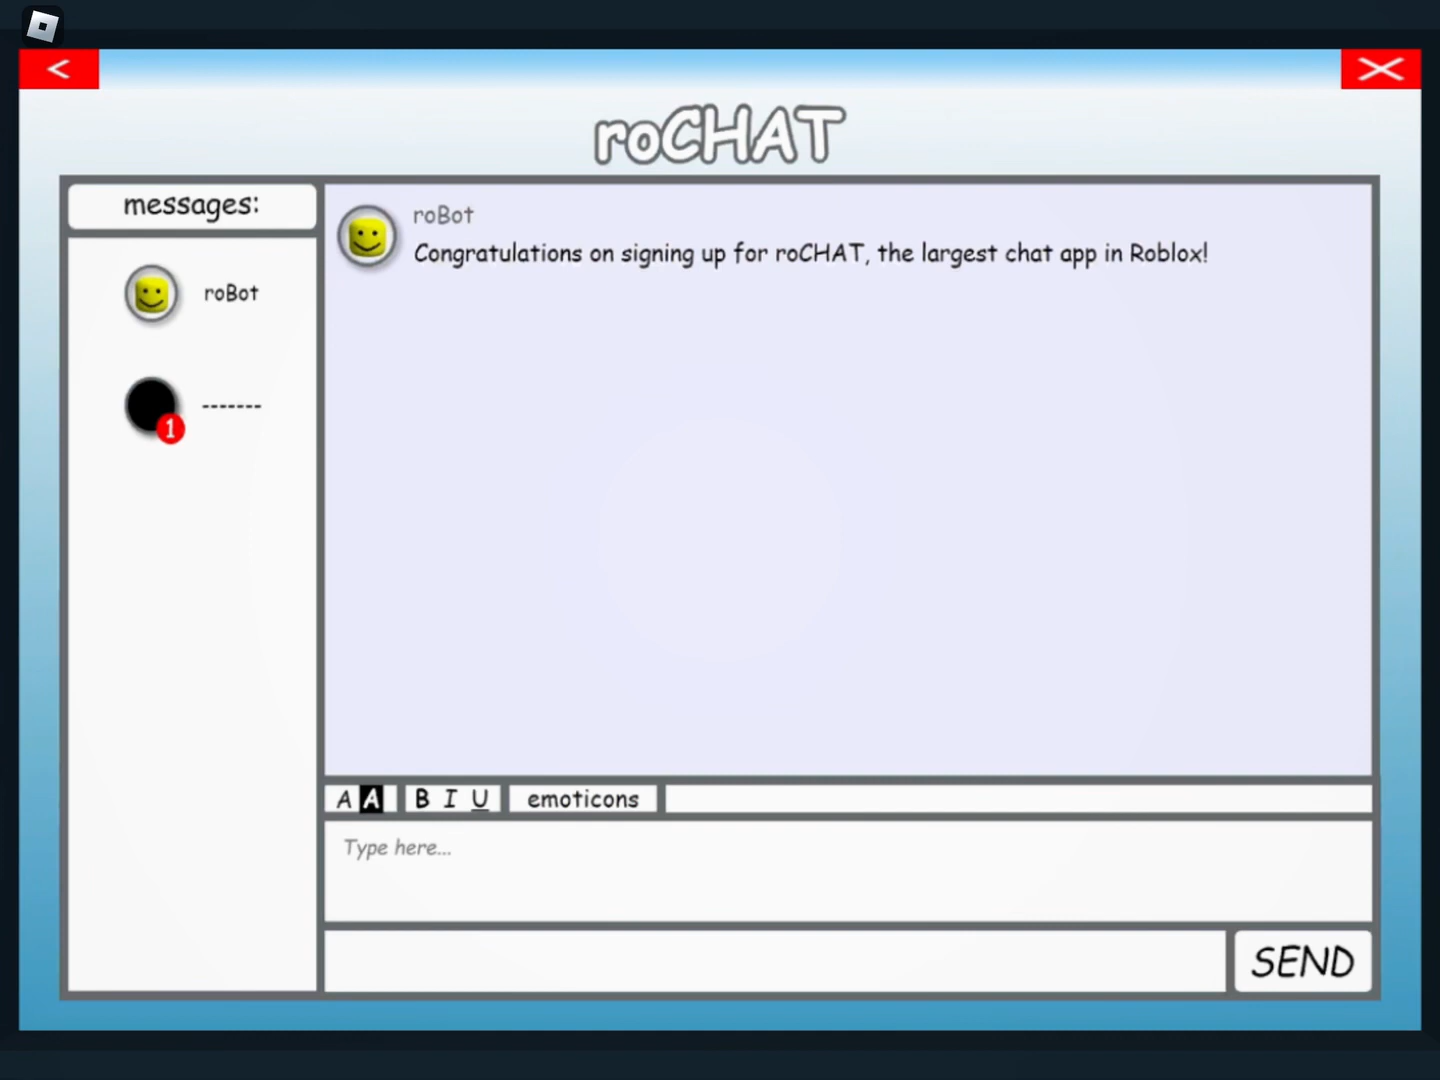 <
roCHAT
messages:
roBot
-------
1
roBot
Congratulations on signing up for roCHAT, the largest chat app in Roblox!
A A B I U emoticons
Type here...
SEND